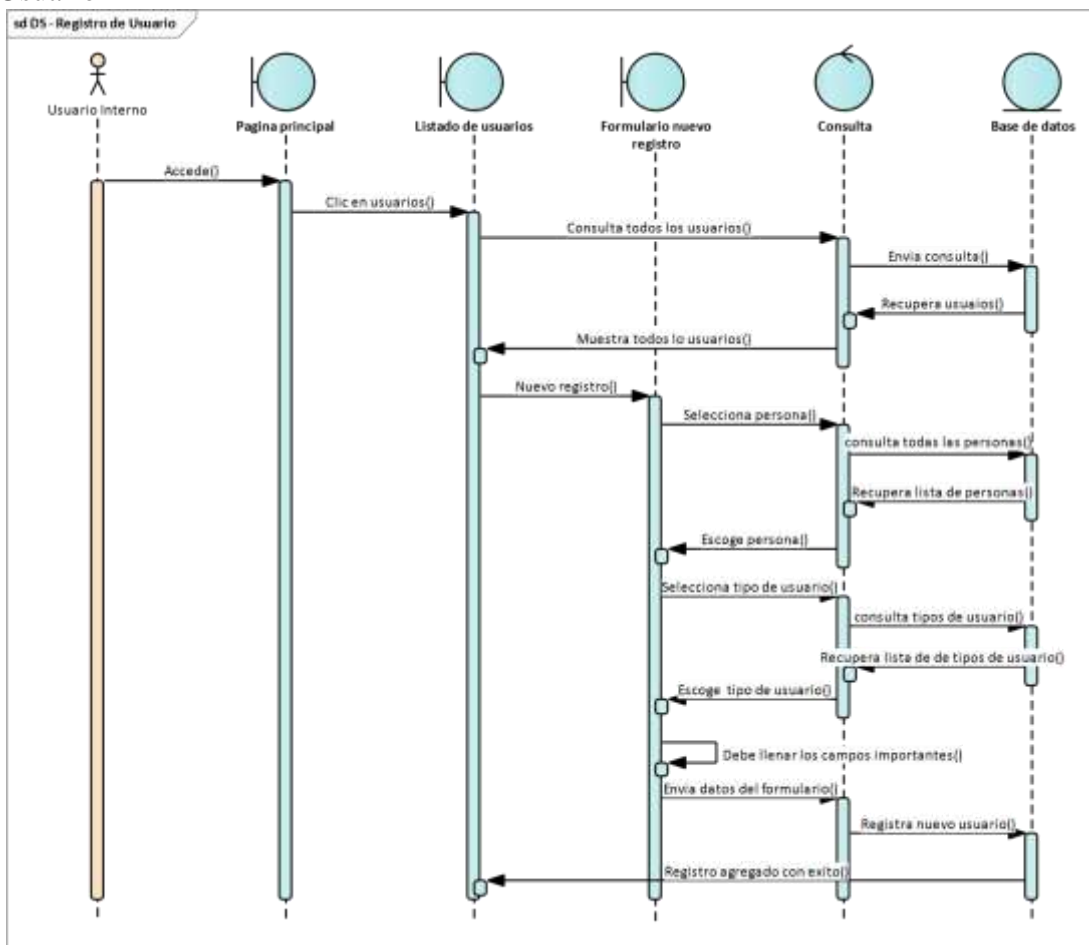 sd DS - Registro de Usuario
Usuario Interno
Pagina principal
Listado de usuarios
Formulario nuevo
registro
Consulta
Base de datos
Accede()
Clic en usuarios()
Consulta todos los usuarios()
Envia consulta()
Recupera usuaios()
Muestra todos lo usuarios()
Nuevo registro()
Selecciona persona()
consulta todas las personas()
Recupera lista de personas()
Escoge persona()
Selecciona tipo de usuario()
consulta tipos de usuario()
Recupera lista de de tipos de usuario()
Escoge tipo de usuario()
Debe llenar los campos importantes()
Envia datos del formulario()
Registra nuevo usuario()
Registro agregado con exito()